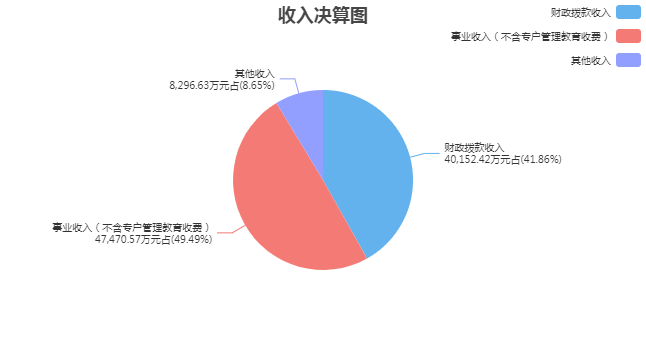 收入决算图
财政拨款收入
事业收入（不含专户管理教育收费）
其他收入
其他收入
8,296.63万元占(8.65%)
财政拨款收入
40,152.42万元占(41.86%)
事业收入（不含专户管理教育收费）
47,470.57万元占(49.49%)